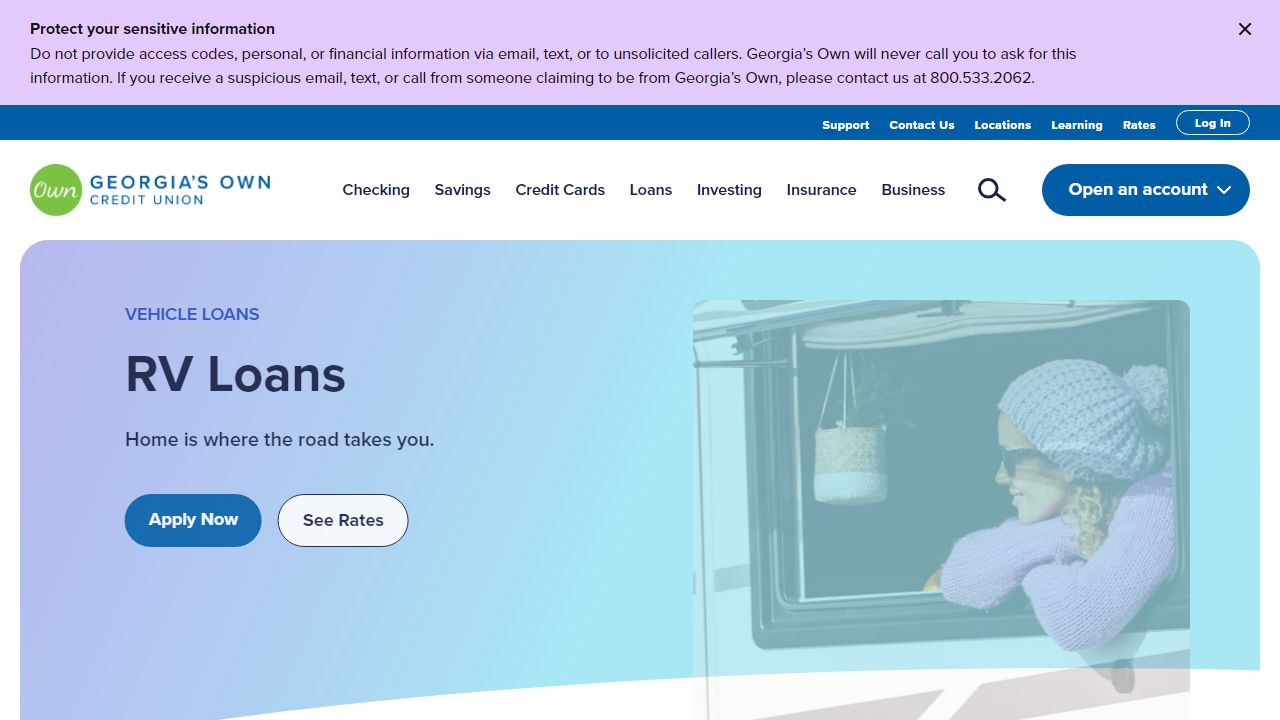 Protect your sensitive information
Do not provide access codes, personal, or financial information via email, text, or to unsolicited callers. Georgia’s Own will never call you to ask for this
information. If you receive a suspicious email, text, or call from someone claiming to be from Georgia’s Own, please contact us at 800.533.2062.
Support Contact Us Locations Learning Rates Log In
Own GEORGIA’S OWN
CREDIT UNION
Checking Savings Credit Cards Loans Investing Insurance Business Open an account
VEHICLE LOANS
RV Loans
Home is where the road takes you.
Apply Now See Rates